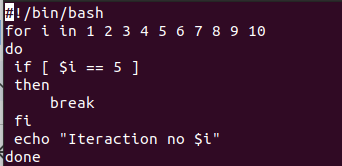 #!/bin/bash
for i in 1 2 3 4 5 6 7 8 9 10
do
 if [ $i == 5 ]
 then
     break
 fi
 echo "Iteraction no $i"
done